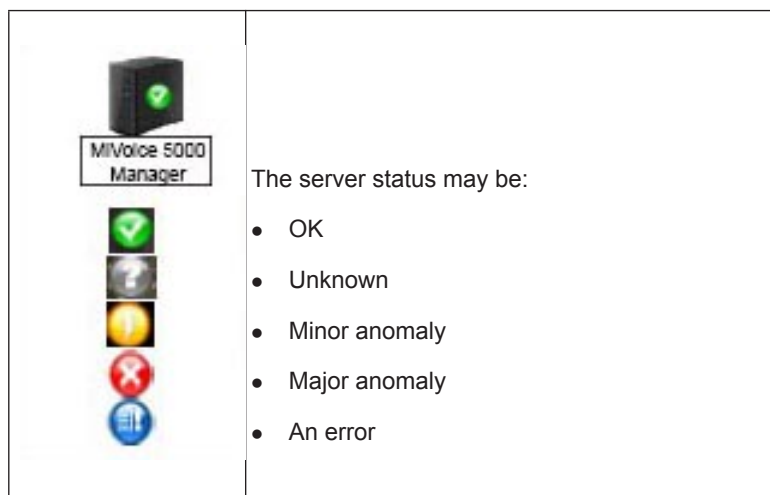 MiVoice 5000
Manager
The server status may be:
● OK
● Unknown
● Minor anomaly
● Major anomaly
● An error